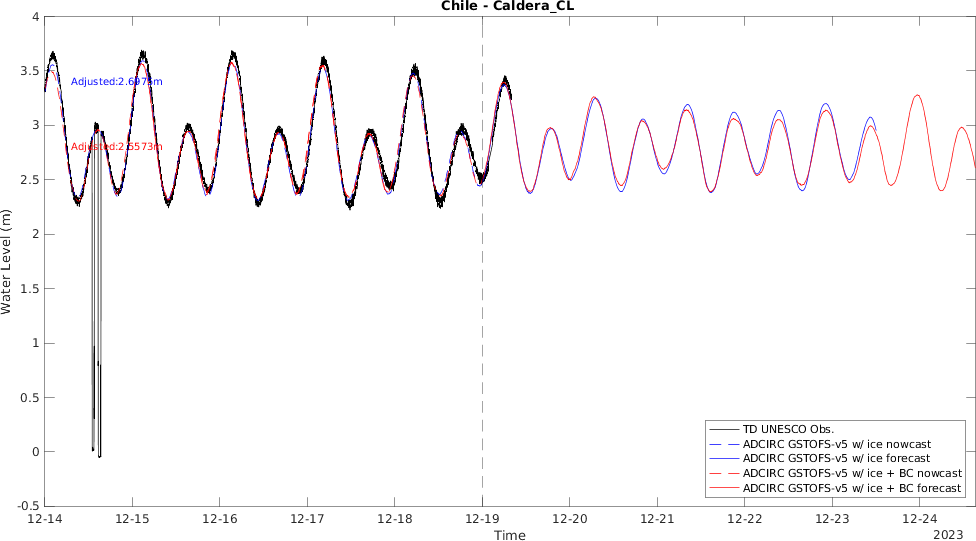 Chile - Caldera_CL
4
3.5
3
2.5
2
1.5
1
0.5
0
-0.5
Water Level (m)
Adjusted:2.6975m
Adjusted:2.5573m
TD UNESCO Obs.
ADCIRC GSTOFS-v5 w/ ice nowcast
ADCIRC GSTOFS-v5 w/ ice forecast
ADCIRC GSTOFS-v5 w/ ice + BC nowcast
ADCIRC GSTOFS-v5 w/ ice + BC forecast
12-14 12-15 12-16 12-17 12-18 12-19 12-20 12-21 12-22 12-23 12-24
Time
2023